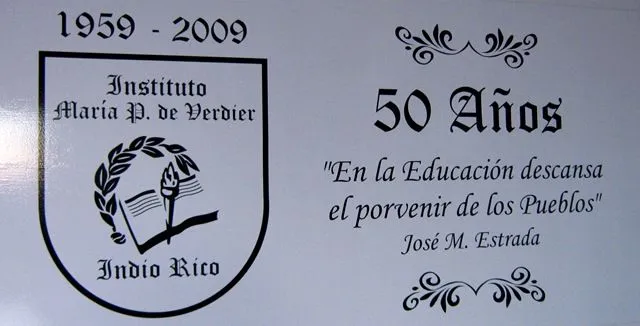 1959 - 2009
Instituto
María P. de Verdier
Indio Rico
50 Años
"En la Educación descansa
el porvenir de los Pueblos"
José M. Estrada